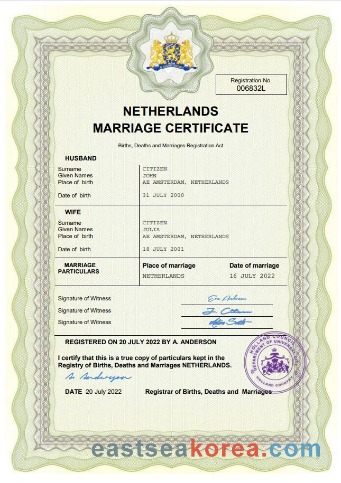 Registration No.
006832L
NETHERLANDS
MARRIAGE CERTIFICATE
Births, Deaths and Marriages Registration Act
HUSBAND
Surname CITIZEN
Given Names JOHN
Place of birth AE AMSTERDAM, NETHERLANDS
Date of birth 31 JULY 2000
WIFE
Surname CITIZEN
Given Names JULIA
Place of birth AE AMSTERDAM, NETHERLANDS
Date of birth 18 JULY 2001
MARRIAGE PARTICULARS Place of marriage Date of marriage
NETHERLANDS 16 JULY 2022
Signature of Witness
Signature of Witness
Signature of Witness
REGISTERED ON 20 JULY 2022 BY A. ANDERSON
I certify that this is a true copy of particulars kept in the
Registry of Births, Deaths and Marriages NETHERLANDS.
A. Anderson
DATE 20 July 2022 Registrar of Births, Deaths and Marriages
eastseakorea.com